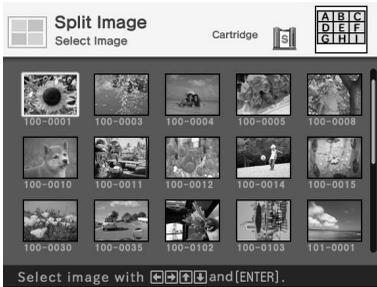 Split Image
Select Image
Cartridge
S
A B C
D E F
G H I
100-0001 100-0003 100-0004 100-0005 100-0008
100-0010 100-0011 100-0012 100-0014 100-0015
100-0030 100-0035 100-0102 100-0103 101-0001
Select image with ←→↑↓ and [ENTER].